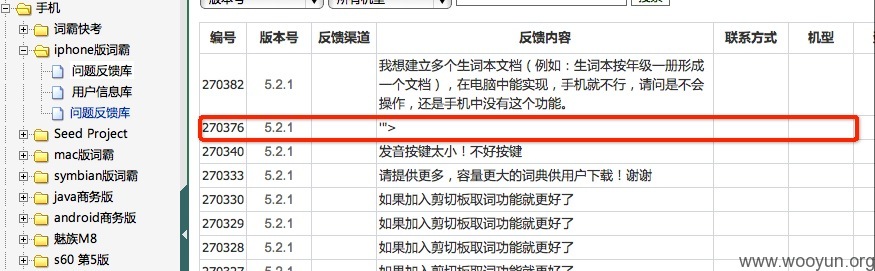 手机
词霸快考
iphone版词霸
问题反馈库
用户信息库
问题反馈库
Seed Project
mac版词霸
symbian版词霸
java商务版
android商务版
魅族M8
s60 第5版
版本号 所有机型 搜索
编号 版本号 反馈渠道 反馈内容 联系方式 机型
270382 5.2.1 我想建立多个生词本文档（例如：生词本按年级一册形成
一个文档），在电脑中能实现，手机就不行，请问是不会
操作，还是手机中没有这个功能。
270376 5.2.1 '">
270340 5.2.1 发音按键太小！不好按键
270333 5.2.1 请提供更多，容量更大的词典供用户下载！谢谢
270330 5.2.1 如果加入剪切板取词功能就更好了
270329 5.2.1 如果加入剪切板取词功能就更好了
270328 5.2.1 如果加入剪切板取词功能就更好了
270327 5.2.1 如果加入剪切板取词功能就更好了
www.wooyun.org